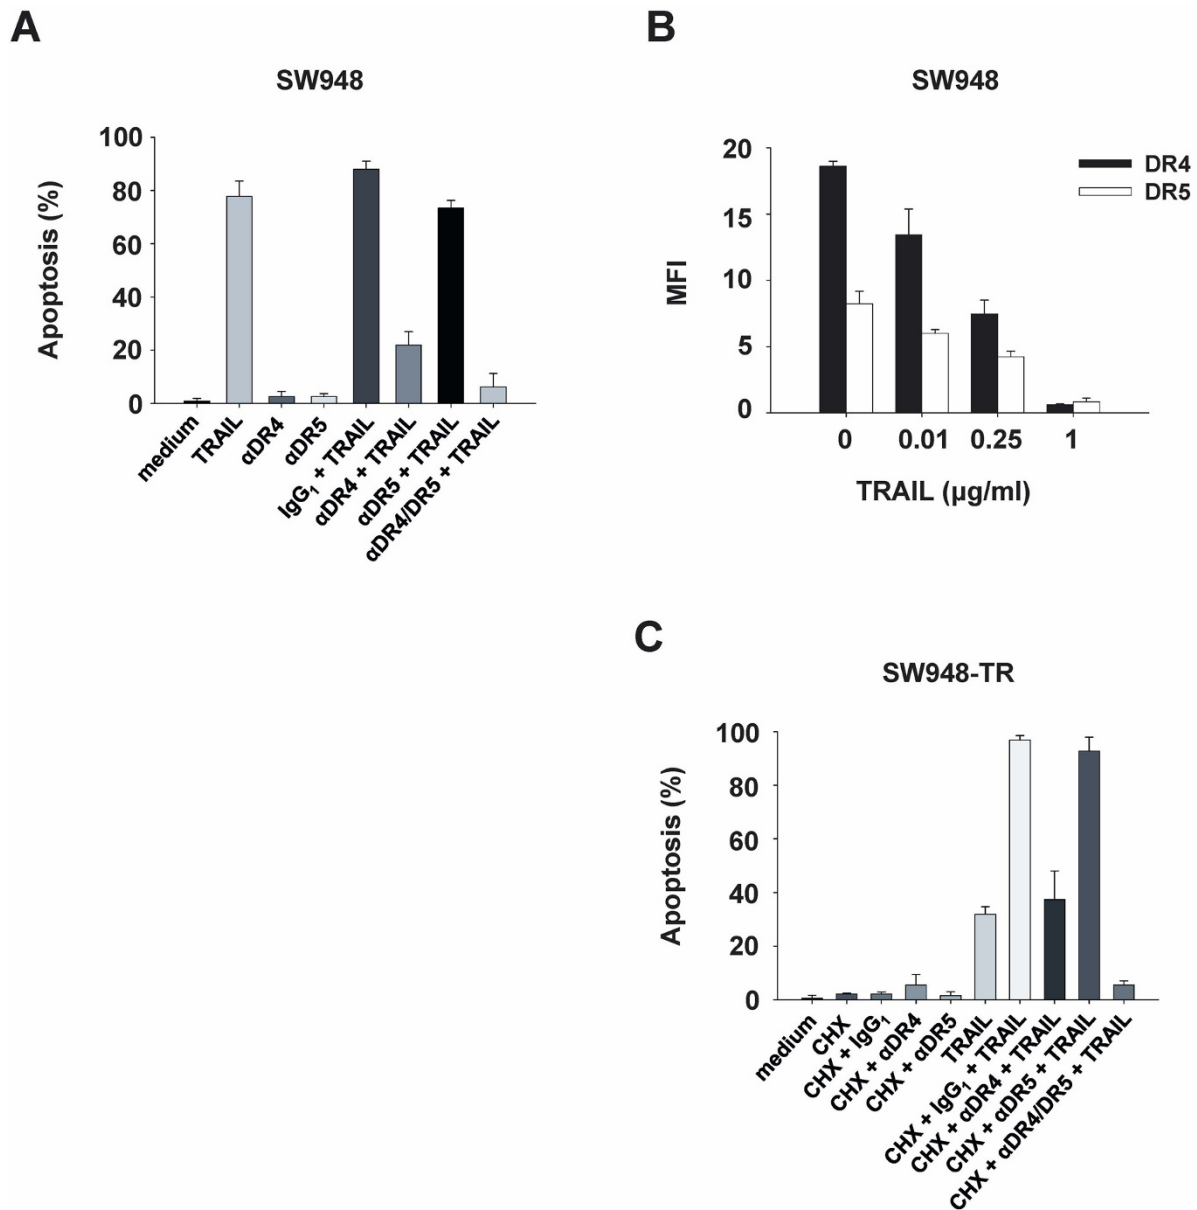 A
SW948
Apoptosis (%)
100
80
60
40
20
0
medium
TRAIL
αDR4
αDR5
IgG₁ + TRAIL
αDR4 + TRAIL
αDR5 + TRAIL
αDR4/DR5 + TRAIL
B
SW948
MFI
20
15
10
5
0
DR4
DR5
0 0.01 0.25 1
TRAIL (µg/ml)
C
SW948-TR
Apoptosis (%)
100
80
60
40
20
0
medium
CHX
CHX + IgG₁
CHX + αDR4
CHX + αDR5
TRAIL
CHX + IgG₁ + TRAIL
CHX + αDR4 + TRAIL
CHX + αDR5 + TRAIL
CHX + αDR4/DR5 + TRAIL